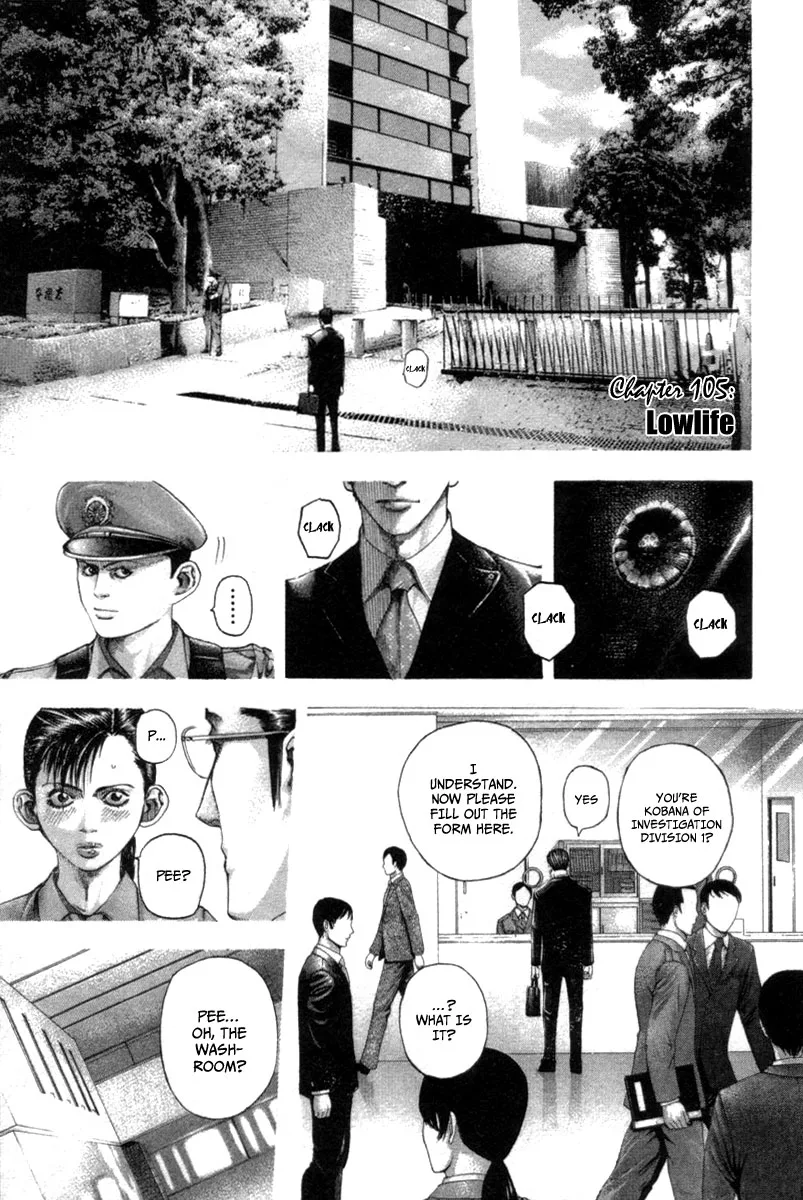 CLACK
Chapter 105:
Lowlife
CLACK
CLACK
CLACK
CLACK
......
YOU'RE
KOBANA OF
INVESTIGATION
DIVISION 1?
YES
I
UNDERSTAND.
NOW PLEASE
FILL OUT THE
FORM HERE.
...?
WHAT IS
IT?
P...
PEE?
PEE...
OH, THE
WASH-
ROOM?